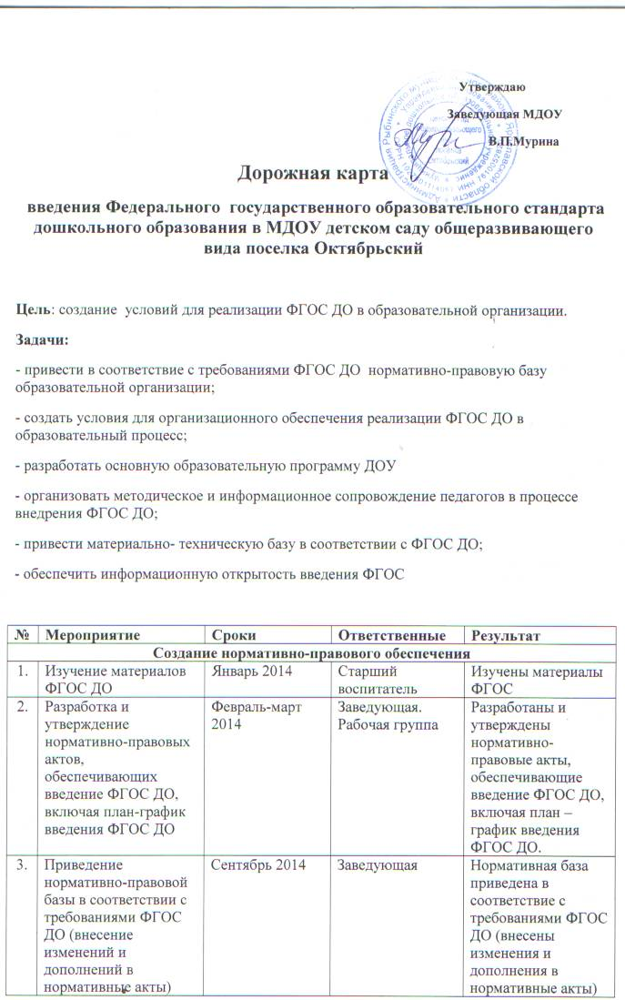 Утверждаю
Заведующая МДОУ
В.П.Мурина
Дорожная карта
введения Федерального государственного образовательного стандарта
дошкольного образования в МДОУ детском саду общеразвивающего
вида поселка Октябрьский
Цель: создание условий для реализации ФГОС ДО в образовательной организации.
Задачи:
- привести в соответствие с требованиями ФГОС ДО нормативно-правовую базу
образовательной организации;
- создать условия для организационного обеспечения реализации ФГОС ДО в
образовательный процесс;
- разработать основную образовательную программу ДОУ
- организовать методическое и информационное сопровождение педагогов в процессе
внедрения ФГОС ДО;
- привести материально- техническую базу в соответствии с ФГОС ДО;
- обеспечить информационную открытость введения ФГОС
№ Мероприятие Сроки Ответственные Результат
Создание нормативно-правового обеспечения
1. Изучение материалов Январь 2014 Старший Изучены материалы
ФГОС ДО воспитатель ФГОС
2. Разработка и Февраль-март Заведующая. Разработаны и
утверждение 2014 Рабочая группа утверждены
нормативно-правовых нормативно-
актов, правовые акты,
обеспечивающих обеспечивающие
введение ФГОС ДО, введение ФГОС ДО,
включая план-график включая план –
введения ФГОС ДО график введения
ФГОС ДО.
3. Приведение Сентябрь 2014 Заведующая Нормативная база
нормативно-правовой приведена в
базы в соответствии с соответствие с
требованиями ФГОС требованиями ФГОС
ДО (внесение ДО (внесены
изменений и изменения и
дополнений в дополнения в
нормативные акты) нормативные акты)